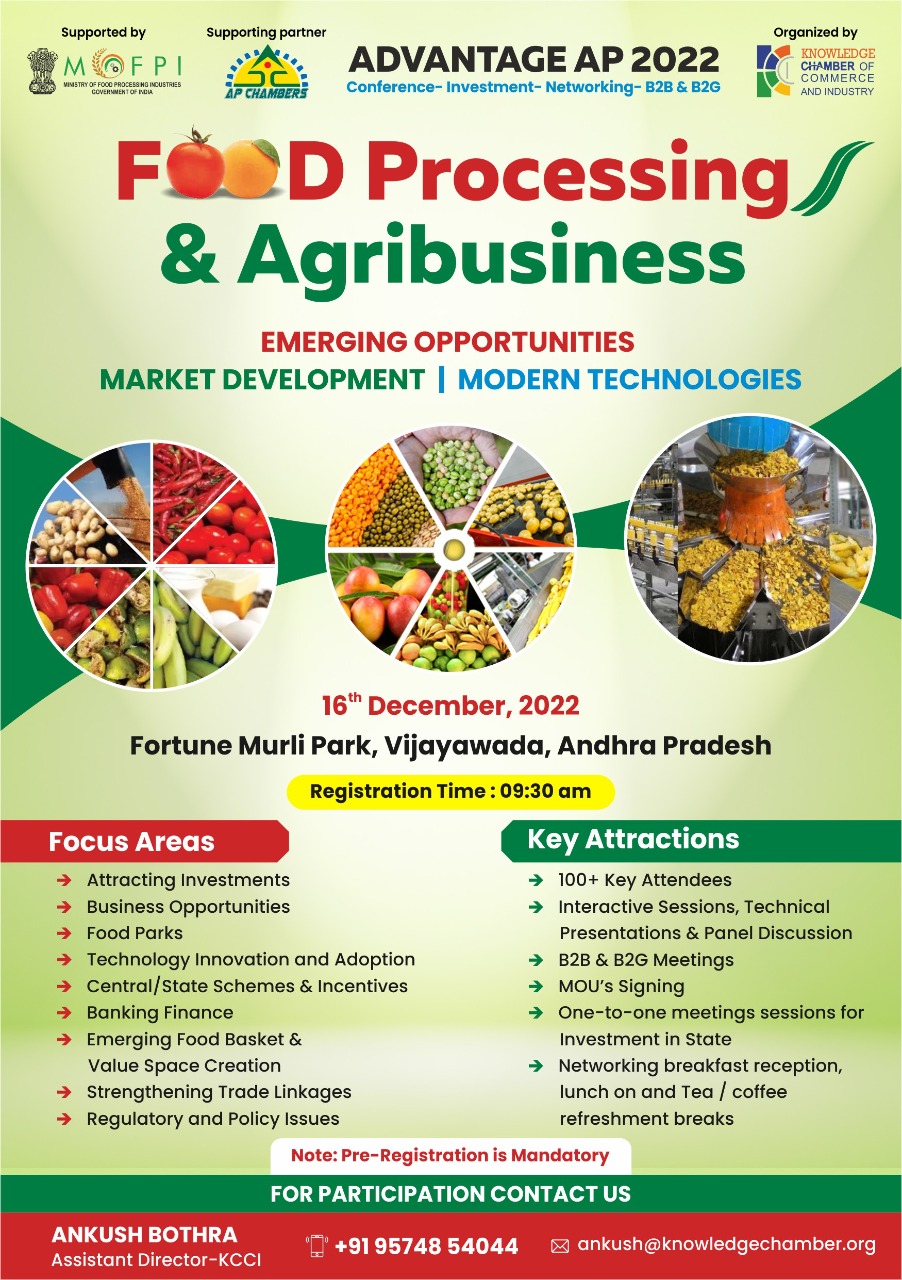 Supported by
MOFPI
MINISTRY OF FOOD PROCESSING INDUSTRIES
GOVERNMENT OF INDIA
Supporting partner
AP CHAMBERS
ADVANTAGE AP 2022
Conference- Investment- Networking- B2B & B2G
Organized by
KNOWLEDGE
CHAMBER OF
COMMERCE
AND INDUSTRY
FOOD Processing
& Agribusiness
EMERGING OPPORTUNITIES
MARKET DEVELOPMENT | MODERN TECHNOLOGIES
16th December, 2022
Fortune Murli Park, Vijayawada, Andhra Pradesh
Registration Time : 09:30 am
Focus Areas
Attracting Investments
Business Opportunities
Food Parks
Technology Innovation and Adoption
Central/State Schemes & Incentives
Banking Finance
Emerging Food Basket &
Value Space Creation
Strengthening Trade Linkages
Regulatory and Policy Issues
Key Attractions
100+ Key Attendees
Interactive Sessions, Technical
Presentations & Panel Discussion
B2B & B2G Meetings
MOU's Signing
One-to-one meetings sessions for
Investment in State
Networking breakfast reception,
lunch on and Tea / coffee
refreshment breaks
Note: Pre-Registration is Mandatory
FOR PARTICIPATION CONTACT US
ANKUSH BOTHRA
Assistant Director-KCCI
+91 95748 54044
ankush@knowledgechamber.org